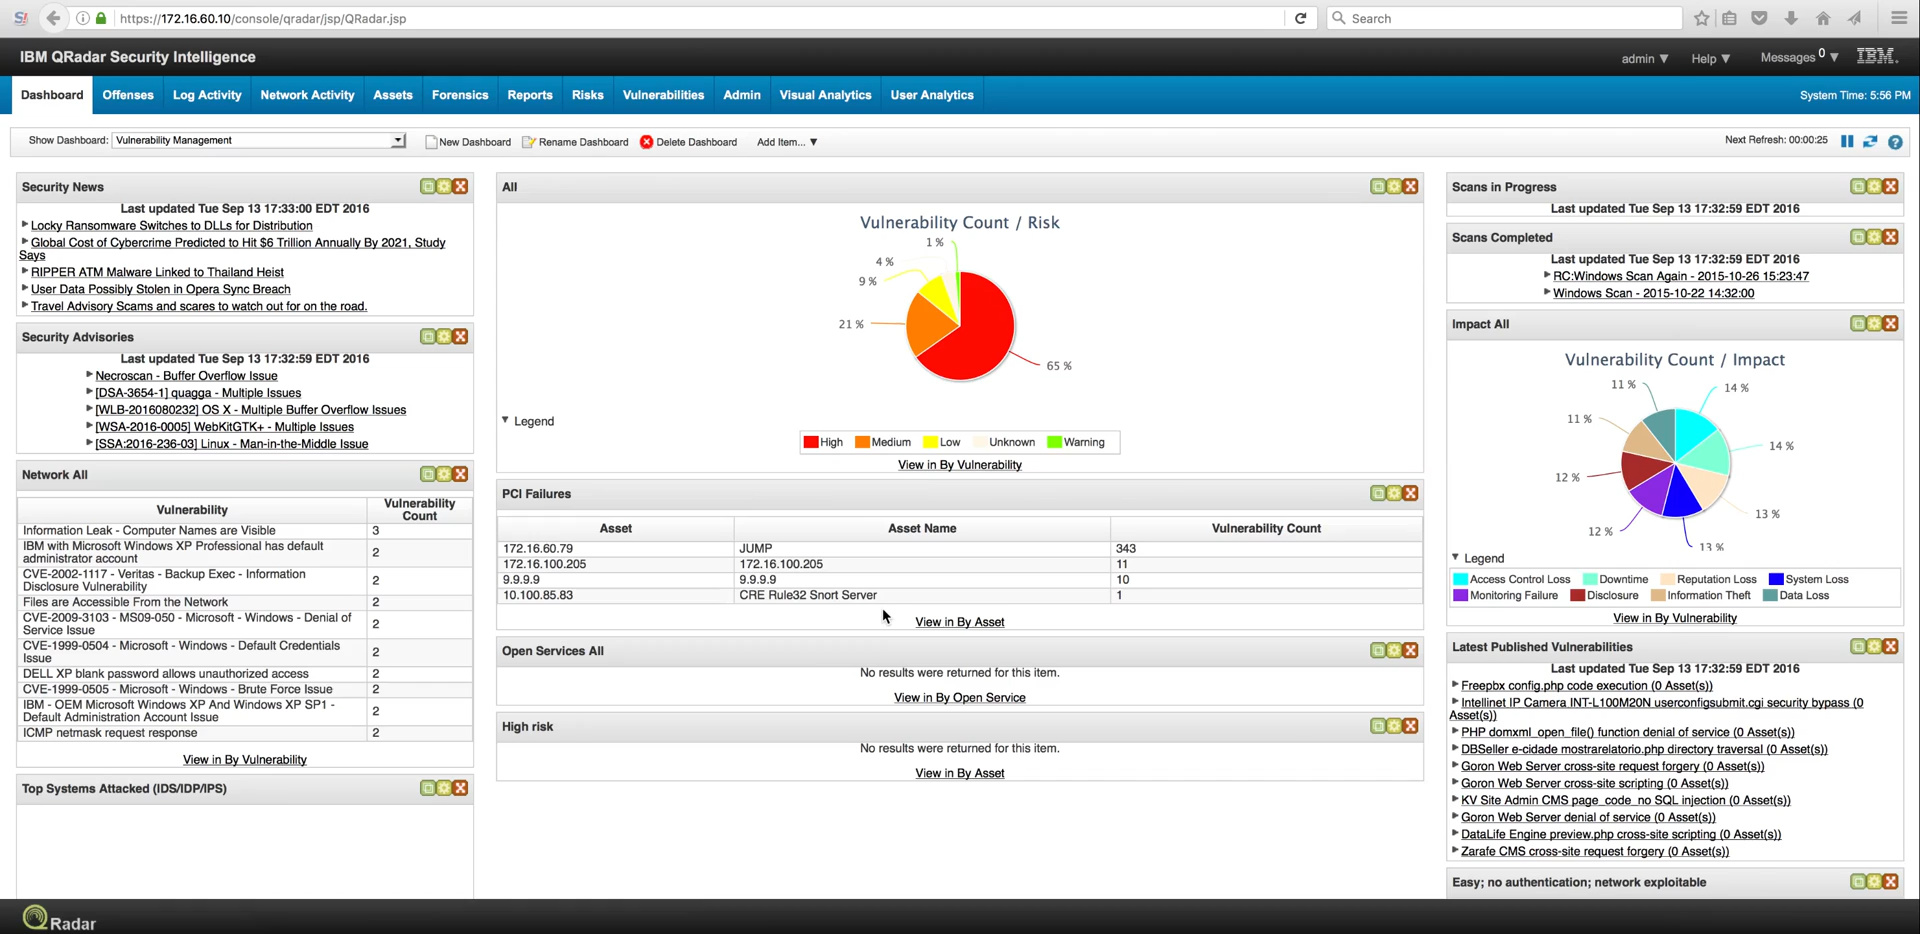 https://172.16.60.10/console/qradar/jsp/QRadar.jsp
Search
IBM QRadar Security Intelligence
admin ▼
Help ▼
Messages 0 ▼
IBM.
Dashboard
Offenses
Log Activity
Network Activity
Assets
Forensics
Reports
Risks
Vulnerabilities
Admin
Visual Analytics
User Analytics
System Time: 5:56 PM
Show Dashboard: Vulnerability Management
New Dashboard
Rename Dashboard
Delete Dashboard
Add Item... ▼
Next Refresh: 00:00:25
Security News
Last updated Tue Sep 13 17:33:00 EDT 2016
Locky Ransomware Switches to DLLs for Distribution
Global Cost of Cybercrime Predicted to Hit $6 Trillion Annually By 2021, Study
Says
RIPPER ATM Malware Linked to Thailand Heist
User Data Possibly Stolen in Opera Sync Breach
Travel Advisory Scams and scares to watch out for on the road.
Security Advisories
Last updated Tue Sep 13 17:32:59 EDT 2016
Necroscan - Buffer Overflow Issue
[DSA-3654-1] quagga - Multiple Issues
[WLB-2016080232] OS X - Multiple Buffer Overflow Issues
[WSA-2016-0005] WebKitGTK+ - Multiple Issues
[SSA:2016-236-03] Linux - Man-in-the-Middle Issue
Network All
Vulnerability
Vulnerability
Count
Information Leak - Computer Names are Visible 3
IBM with Microsoft Windows XP Professional has default
administrator account 2
CVE-2002-1117 - Veritas - Backup Exec - Information
Disclosure Vulnerability 2
Files are Accessible From the Network 2
CVE-2009-3103 - MS09-050 - Microsoft - Windows - Denial of
Service Issue 2
CVE-1999-0504 - Microsoft - Windows - Default Credentials
Issue 2
DELL XP blank password allows unauthorized access 2
CVE-1999-0505 - Microsoft - Windows - Brute Force Issue 2
IBM - OEM Microsoft Windows XP And Windows XP SP1 -
Default Administration Account Issue 2
ICMP netmask request response 2
View in By Vulnerability
Top Systems Attacked (IDS/IDP/IPS)
All
Vulnerability Count / Risk
1 %
4 %
9 %
21 %
65 %
▼ Legend
High
Medium
Low
Unknown
Warning
View in By Vulnerability
PCI Failures
Asset Asset Name Vulnerability Count
172.16.60.79 JUMP 343
172.16.100.205 172.16.100.205 11
9.9.9.9 9.9.9.9 10
10.100.85.83 CRE Rule32 Snort Server 1
View in By Asset
Open Services All
No results were returned for this item.
View in By Open Service
High risk
No results were returned for this item.
View in By Asset
Scans in Progress
Last updated Tue Sep 13 17:32:59 EDT 2016
Scans Completed
Last updated Tue Sep 13 17:32:59 EDT 2016
RC:Windows Scan Again - 2015-10-26 15:23:47
Windows Scan - 2015-10-22 14:32:00
Impact All
Vulnerability Count / Impact
11 %
14 %
11 %
14 %
12 %
13 %
12 %
13 %
▼ Legend
Access Control Loss
Downtime
Reputation Loss
System Loss
Monitoring Failure
Disclosure
Information Theft
Data Loss
View in By Vulnerability
Latest Published Vulnerabilities
Last updated Tue Sep 13 17:32:59 EDT 2016
Freepbx config.php code execution (0 Asset(s))
Intellinet IP Camera INT-L100M20N userconfigsubmit.cgi security bypass (0
Asset(s))
PHP domxml_open_file() function denial of service (0 Asset(s))
DBSeller e-cidade mostrarelatorio.php directory traversal (0 Asset(s))
Goron Web Server cross-site request forgery (0 Asset(s))
Goron Web Server cross-site scripting (0 Asset(s))
KV Site Admin CMS page_code_no SQL injection (0 Asset(s))
Goron Web Server denial of service (0 Asset(s))
DataLife Engine preview.php cross-site scripting (0 Asset(s))
Zarafe CMS cross-site request forgery (0 Asset(s))
Easy; no authentication; network exploitable
QRadar